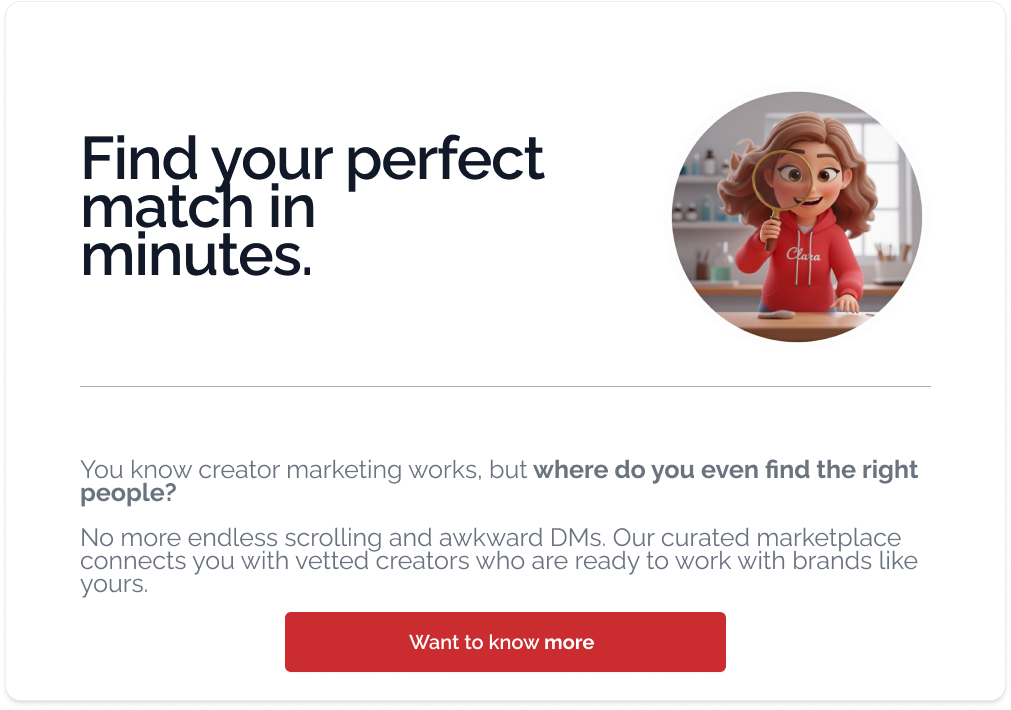 Find your perfect
match in
minutes.
Clara
You know creator marketing works, but where do you even find the right
people?
No more endless scrolling and awkward DMs. Our curated marketplace
connects you with vetted creators who are ready to work with brands like
yours.
Want to know more